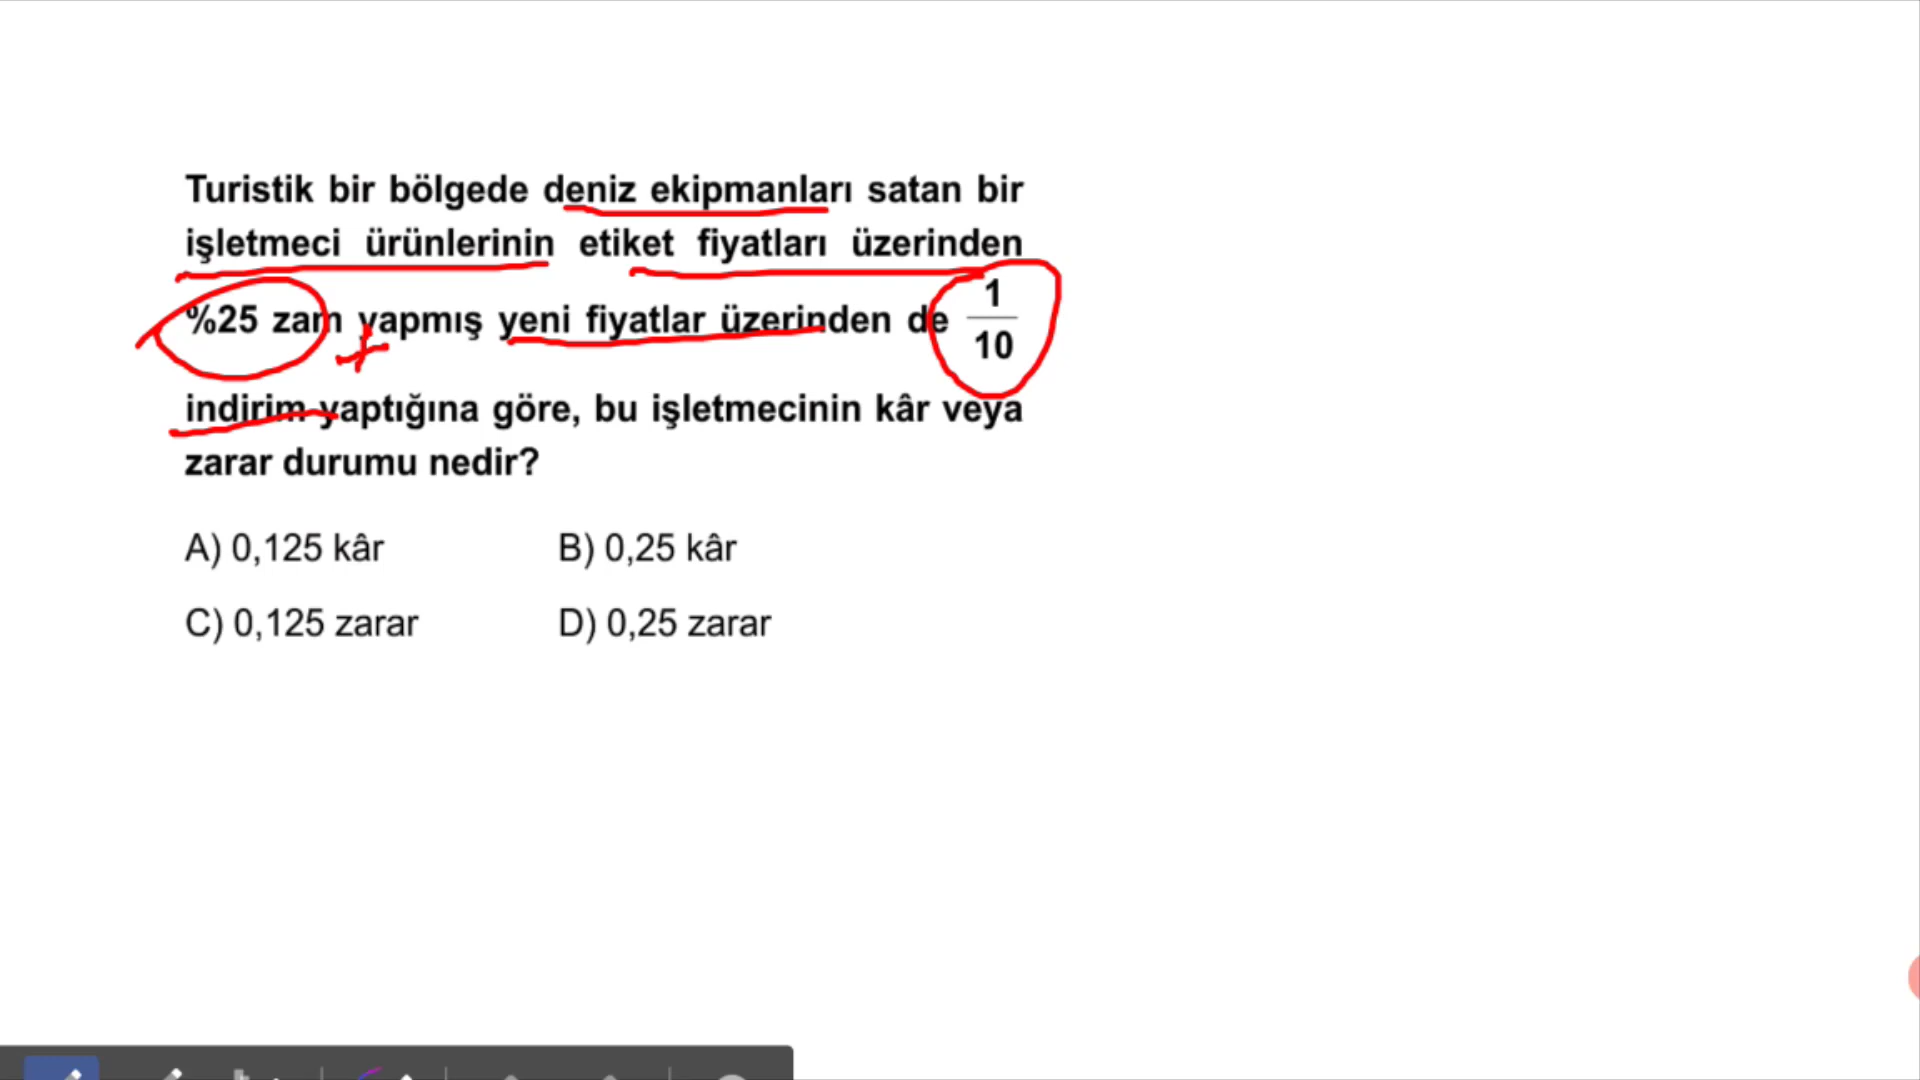 Turistik bir bölgede deniz ekipmanları satan bir
işletmeci ürünlerinin etiket fiyatları üzerinden
%25 zam yapmış yeni fiyatlar üzerinden de 1/10
+
indirim yaptığına göre, bu işletmecinin kâr veya
zarar durumu nedir?
A) 0,125 kâr B) 0,25 kâr
C) 0,125 zarar D) 0,25 zarar